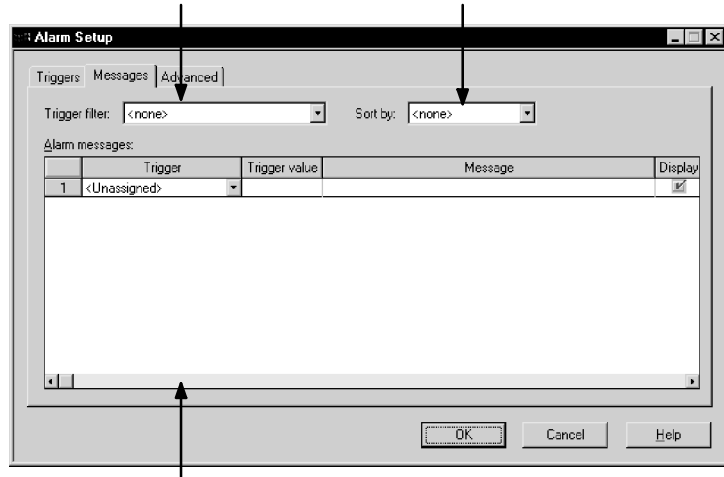 Alarm Setup
Triggers Messages Advanced
Trigger filter: <none> Sort by: <none>
Alarm messages:
Trigger Trigger value Message Display
1 <Unassigned>
OK Cancel Help